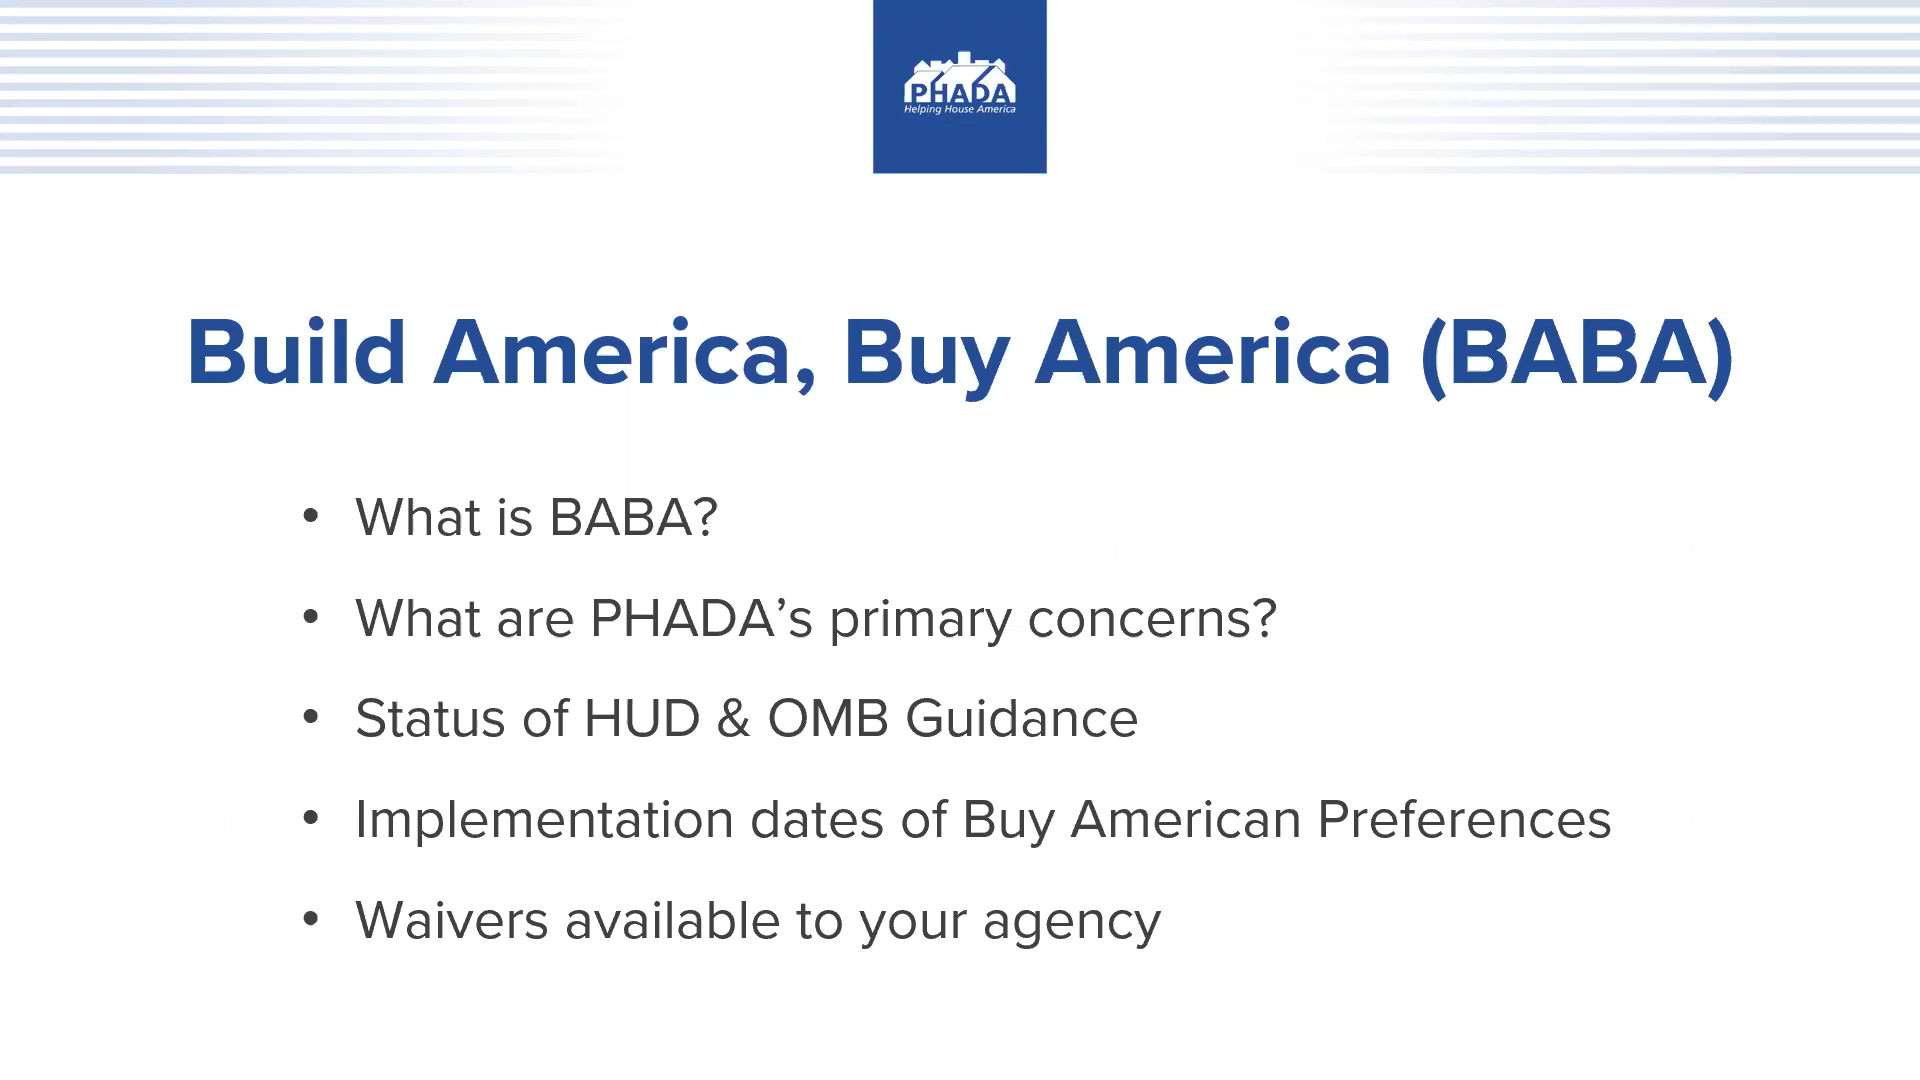 PHADA
Helping House America
Build America, Buy America (BABA)
• What is BABA?
• What are PHADA’s primary concerns?
• Status of HUD & OMB Guidance
• Implementation dates of Buy American Preferences
• Waivers available to your agency